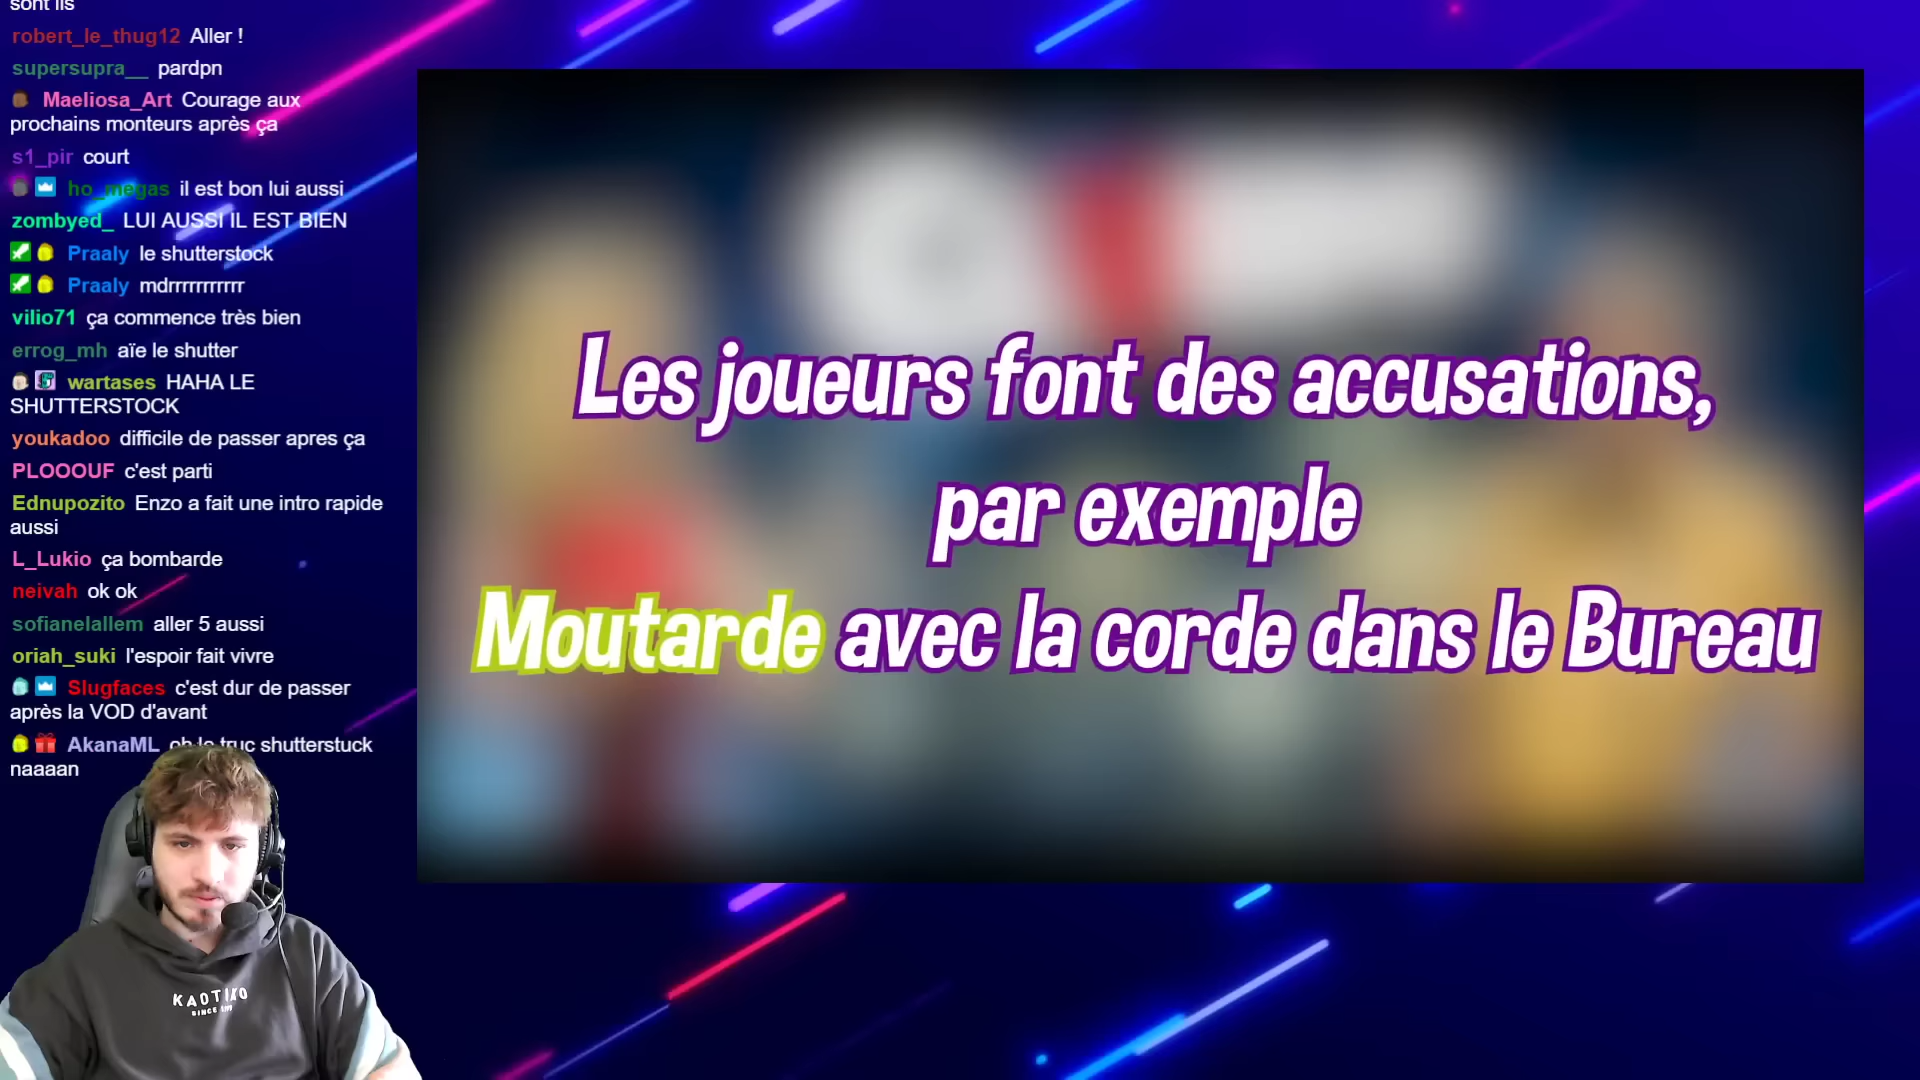 sont ils
robert_le_thug12 Aller !
supersupra__ pardpn
Maeliosa_Art Courage aux
prochains monteurs après ça
s1_pir court
ho_megas il est bon lui aussi
zombyed_ LUI AUSSI IL EST BIEN
Praaly le shutterstock
Praaly mdrrrrrrrrrrr
vilio71 ça commence très bien
errog_mh aïe le shutter
wartases HAHA LE
SHUTTERSTOCK
youkadoo difficile de passer apres ça
PLOOOUF c'est parti
Ednupozito Enzo a fait une intro rapide
aussi
L_Lukio ça bombarde
neivah ok ok
sofianelallem aller 5 aussi
oriah_suki l'espoir fait vivre
Slugfaces c'est dur de passer
après la VOD d'avant
AkanaML oh le truc shutterstuck
naaaan
Les joueurs font des accusations,
par exemple
Moutarde avec la corde dans le Bureau
KAOTIKO